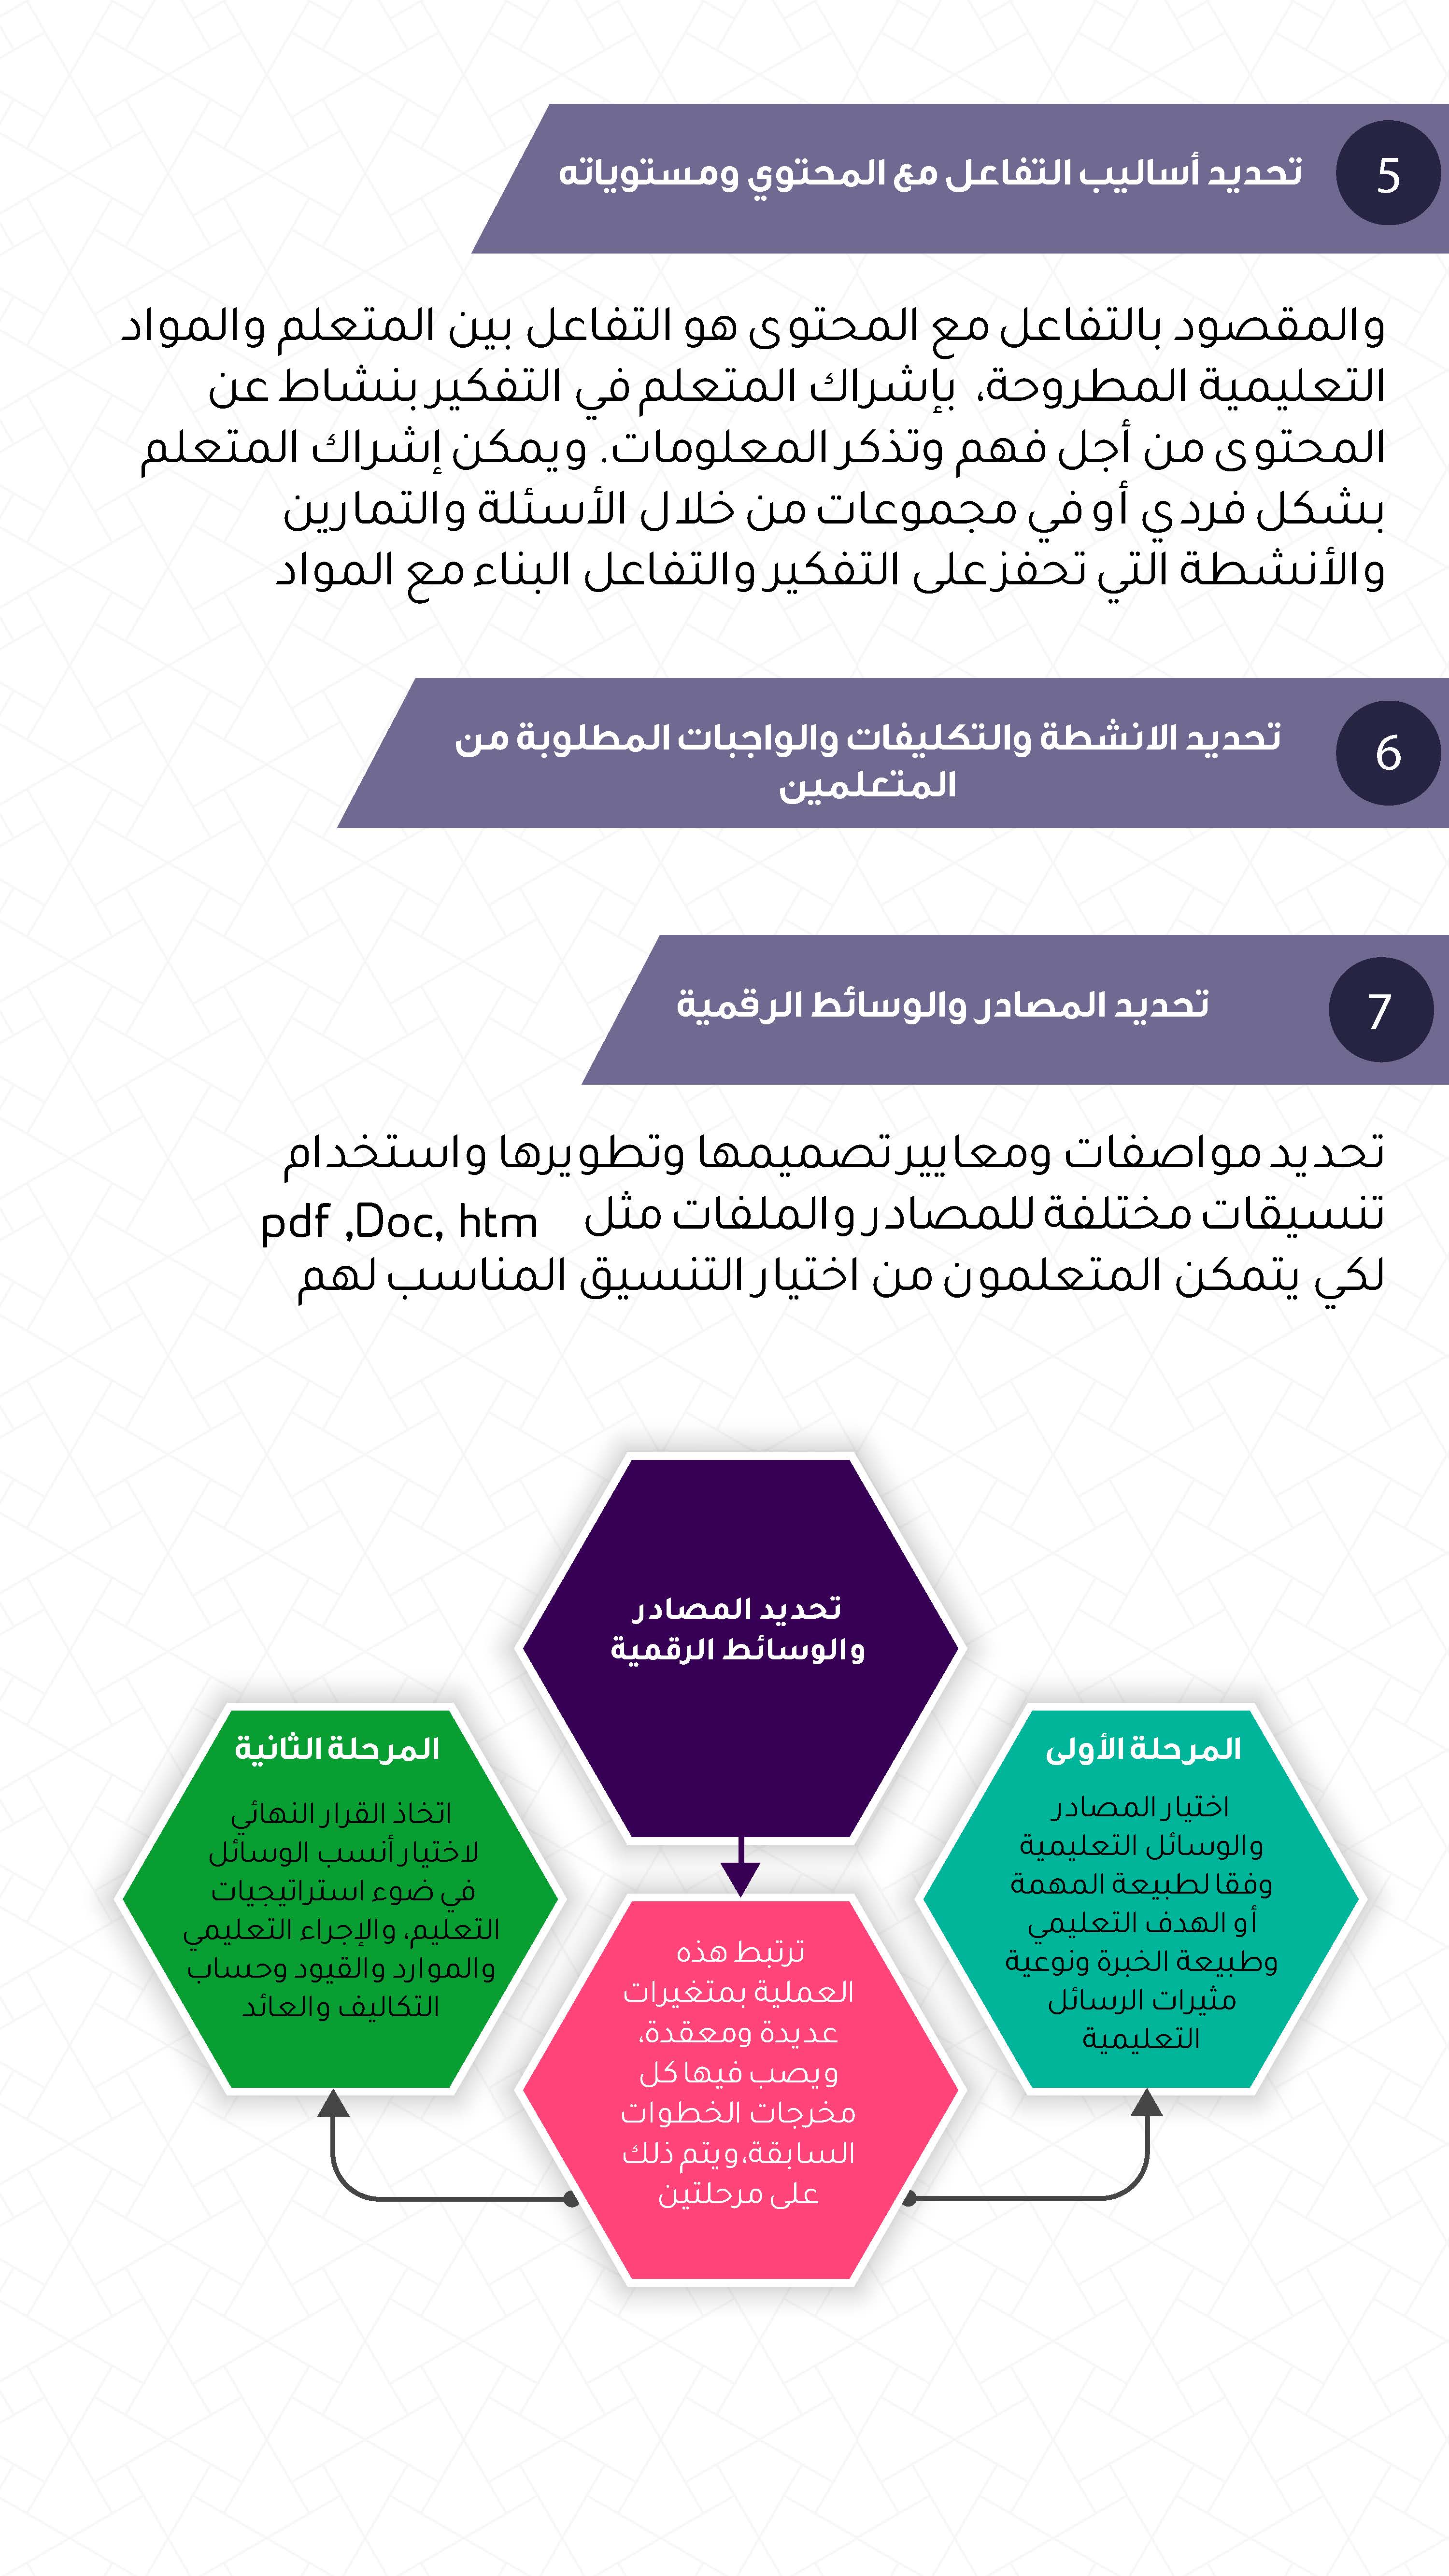 5
تحديد أساليب التفاعل مع المحتوي ومستوياته
والمقصود بالتفاعل مع المحتوى هو التفاعل بين المتعلم والمواد
التعليمية المطروحة، بإشراك المتعلم في التفكير بنشاط عن
المحتوى من أجل فهم وتذكر المعلومات. ويمكن إشراك المتعلم
بشكل فردي أو في مجموعات من خلال الأسئلة والتمارين
والأنشطة التي تحفز على التفكير والتفاعل البناء مع المواد
6
تحديد الانشطة والتكليفات والواجبات المطلوبة من
المتعلمين
7
تحديد المصادر والوسائط الرقمية
تحديد مواصفات ومعايير تصميمها وتطويرها واستخدام
تنسيقات مختلفة للمصادر والملفات مثل pdf ,Doc, htm
لكي يتمكن المتعلمون من اختيار التنسيق المناسب لهم
تحديد المصادر
والوسائط الرقمية
المرحلة الأولى
اختيار المصادر
والوسائل التعليمية
وفقا لطبيعة المهمة
أو الهدف التعليمي
وطبيعة الخبرة ونوعية
مثيرات الرسائل
التعليمية
المرحلة الثانية
اتخاذ القرار النهائي
لاختيار أنسب الوسائل
في ضوء استراتيجيات
التعليم، والإجراء التعليمي
والموارد والقيود وحساب
التكاليف والعائد
ترتبط هذه
العملية بمتغيرات
عديدة ومعقدة،
ويصب فيها كل
مخرجات الخطوات
السابقة،ويتم ذلك
على مرحلتين